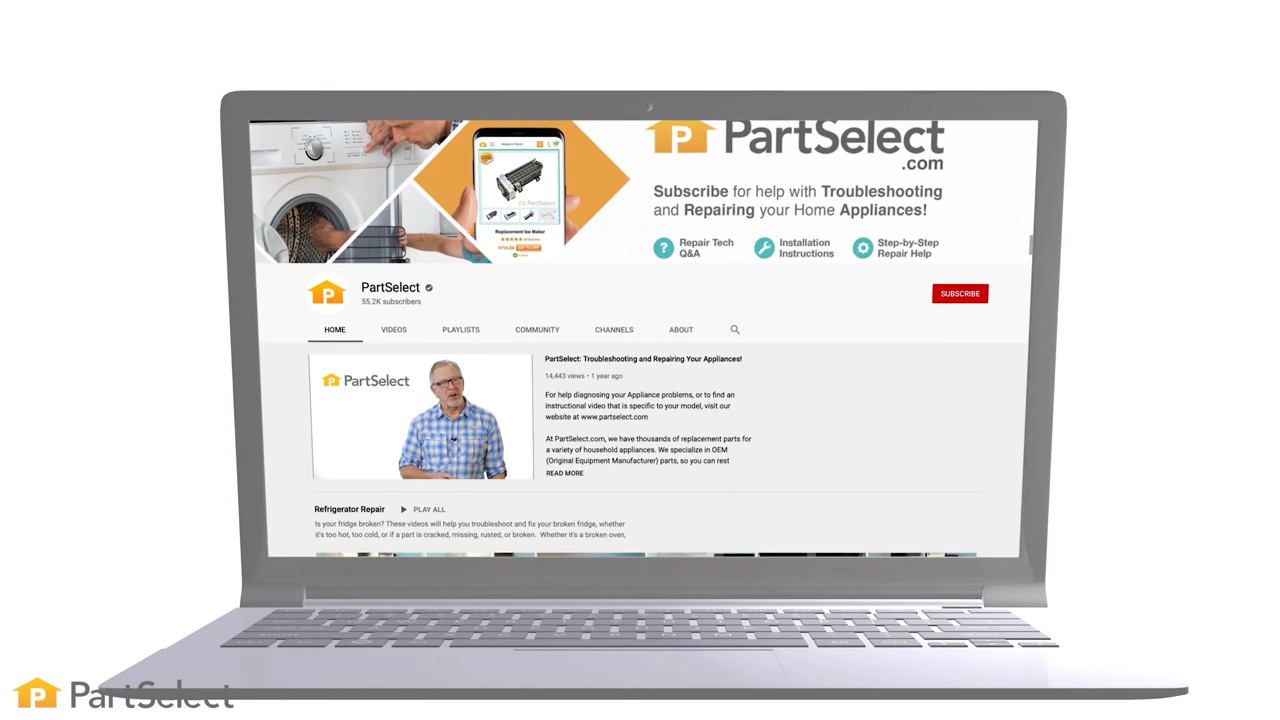 PartSelect
.com
Subscribe for help with Troubleshooting
and Repairing your Home Appliances!
Repair Tech
Q&A
Installation
Instructions
Step-by-Step
Repair Help
PartSelect
Replacement Ice Maker
PartSelect
55.2K subscribers
SUBSCRIBE
HOME VIDEOS PLAYLISTS COMMUNITY CHANNELS ABOUT
PartSelect
PartSelect: Troubleshooting and Repairing Your Appliances!
14,443 views • 1 year ago
For help diagnosing your Appliance problems, or to find an
instructional video that is specific to your model, visit our
website at www.partselect.com
At PartSelect.com, we have thousands of replacement parts for
a variety of household appliances. We specialize in OEM
(Original Equipment Manufacturer) parts, so you can rest
READ MORE
Refrigerator Repair PLAY ALL
Is your fridge broken? These videos will help you troubleshoot and fix your broken fridge, whether
it's too hot, too cold, or if a part is cracked, missing, rusted, or broken. Whether it's a broken oven,
PartSelect